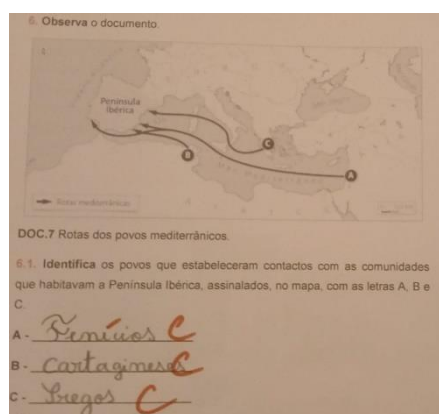 6. Observa o documento.
Península
Ibérica
C
B
A
Rotas mediterrânicas
DOC.7 Rotas dos povos mediterrânicos.
6.1. Identifica os povos que estabeleceram contactos com as comunidades
que habitavam a Península Ibérica, assinalados, no mapa, com as letras A, B e
C.
A - Fenícios C
B - Cartagineses C
C - Gregos C